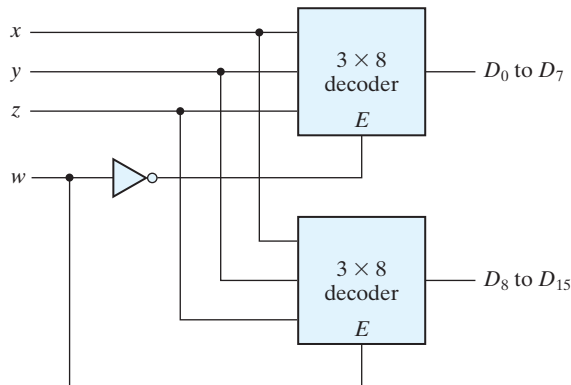 x
y
z
w
3 × 8
decoder
E
D₀ to D₇
3 × 8
decoder
E
D₈ to D₁₅